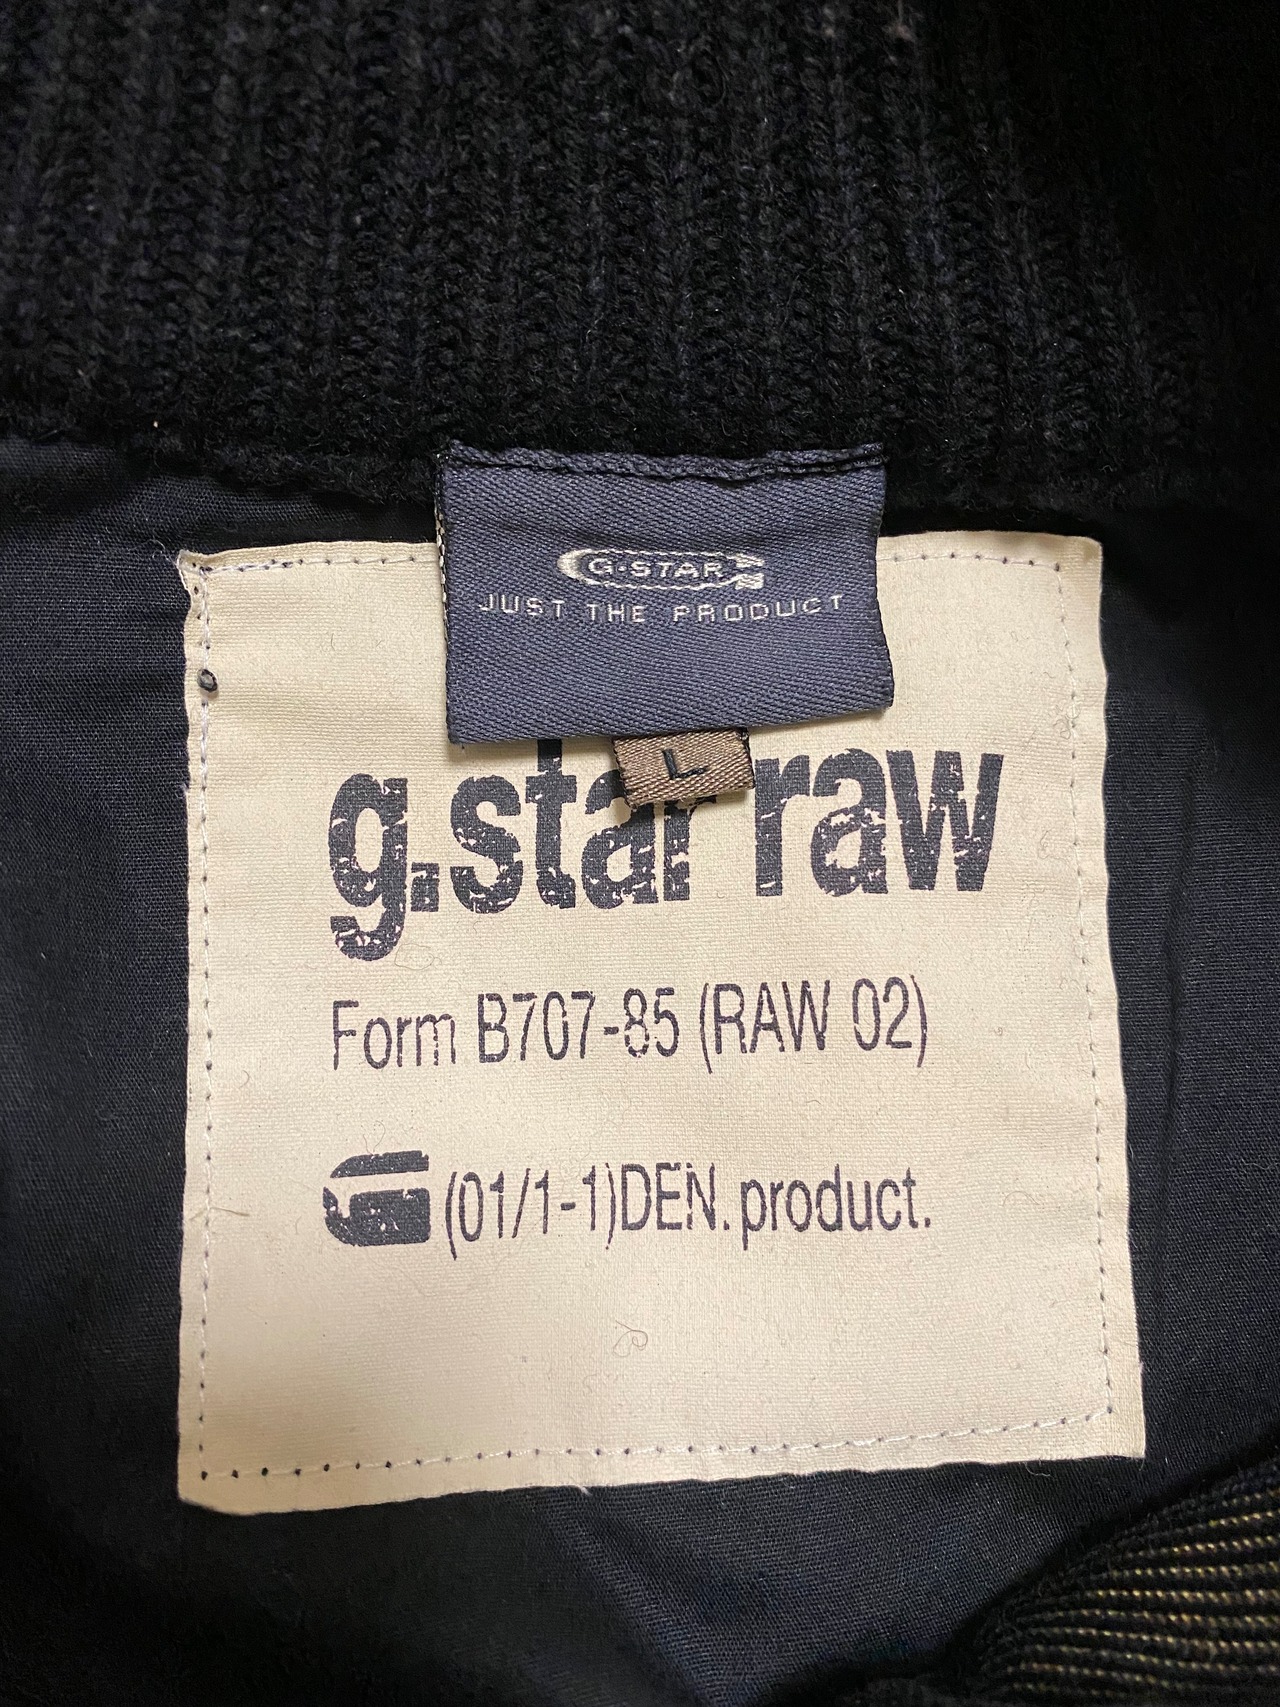 G-STAR
JUST THE PRODUCT
L
g.star raw
Form B707-85 (RAW 02)
(01/1-1)DEN. product.